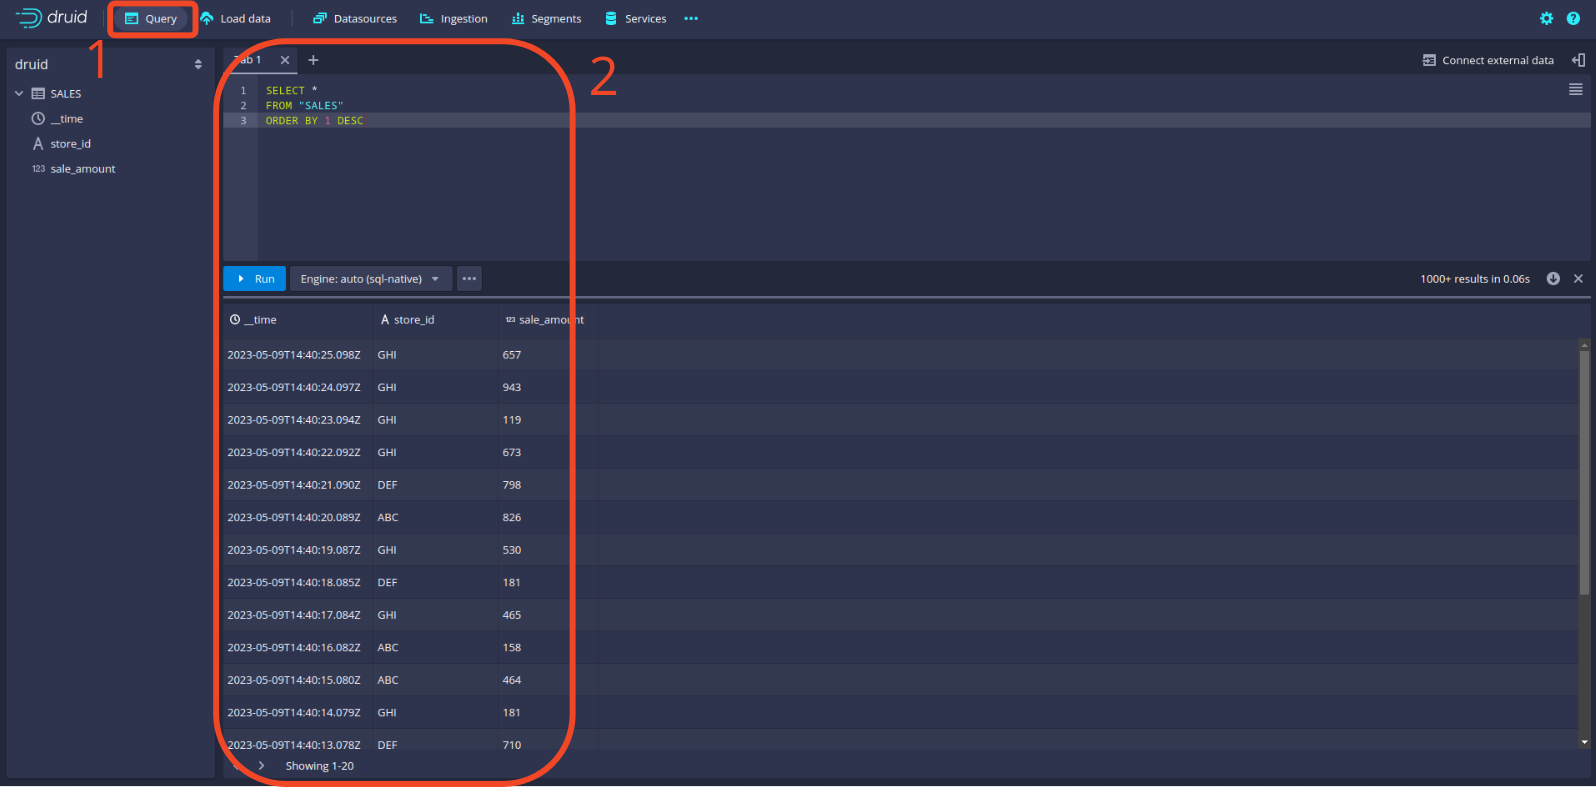 druid Query Load data Datasources Ingestion Segments Services
1
2
druid
SALES
__time
store_id
123 sale_amount
Tab 1
Connect external data
1 SELECT *
2 FROM "SALES"
3 ORDER BY 1 DESC
Run Engine: auto (sql-native) 1000+ results in 0.06s
__time A store_id 123 sale_amount
2023-05-09T14:40:25.098Z GHI 657
2023-05-09T14:40:24.097Z GHI 943
2023-05-09T14:40:23.094Z GHI 119
2023-05-09T14:40:22.092Z GHI 673
2023-05-09T14:40:21.090Z DEF 798
2023-05-09T14:40:20.089Z ABC 826
2023-05-09T14:40:19.087Z GHI 530
2023-05-09T14:40:18.085Z DEF 181
2023-05-09T14:40:17.084Z GHI 465
2023-05-09T14:40:16.082Z ABC 158
2023-05-09T14:40:15.080Z ABC 464
2023-05-09T14:40:14.079Z GHI 181
2023-05-09T14:40:13.078Z DEF 710
Showing 1-20